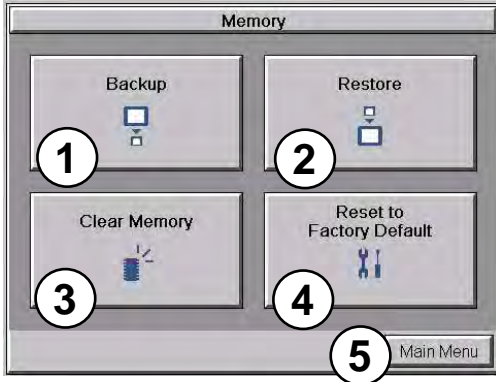 Memory
Backup
1
Restore
2
Clear Memory
3
Reset to
Factory Default
4
5
Main Menu